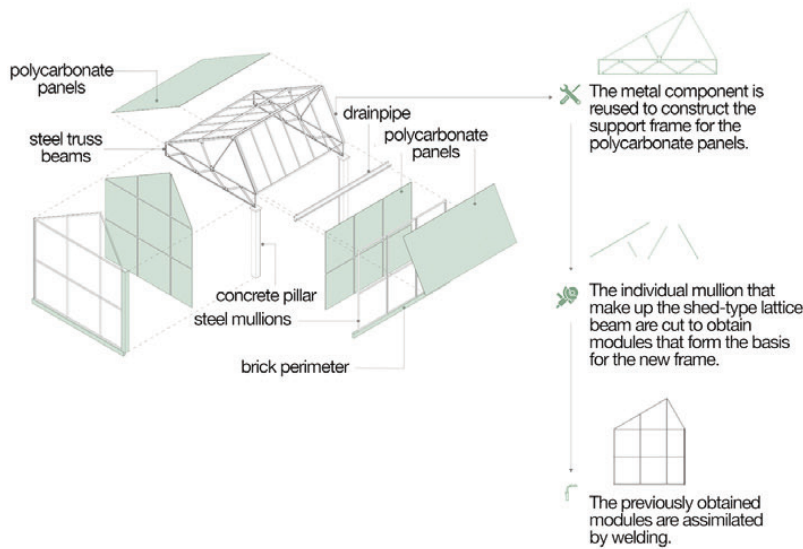 polycarbonate
panels
steel truss
beams
drainpipe
polycarbonate
panels
concrete pillar
steel mullions
brick perimeter
The metal component is
reused to construct the
support frame for the
polycarbonate panels.
The individual mullion that
make up the shed-type lattice
beam are cut to obtain
modules that form the basis
for the new frame.
The previously obtained
modules are assimilated
by welding.